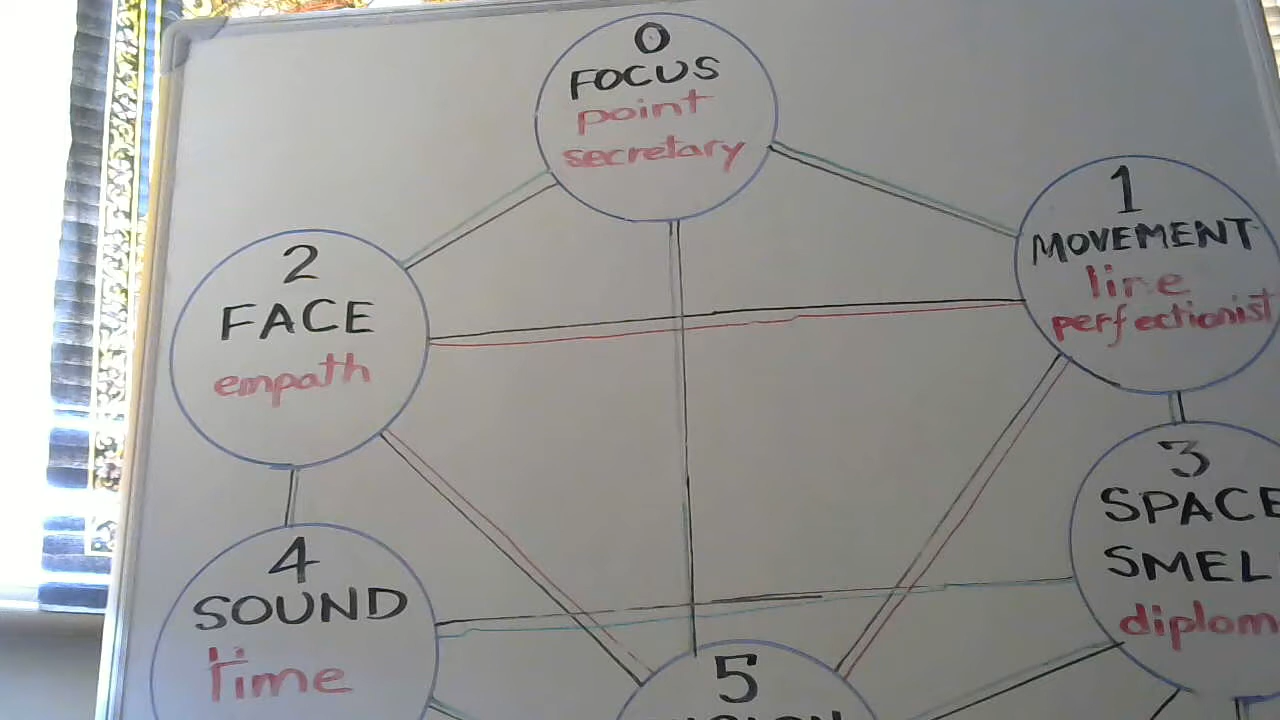 0
FOCUS
point
secretary
1
MOVEMENT
line
perfectionist
2
FACE
empath
3
SPACE
SMEL
diplom
4
SOUND
time
5